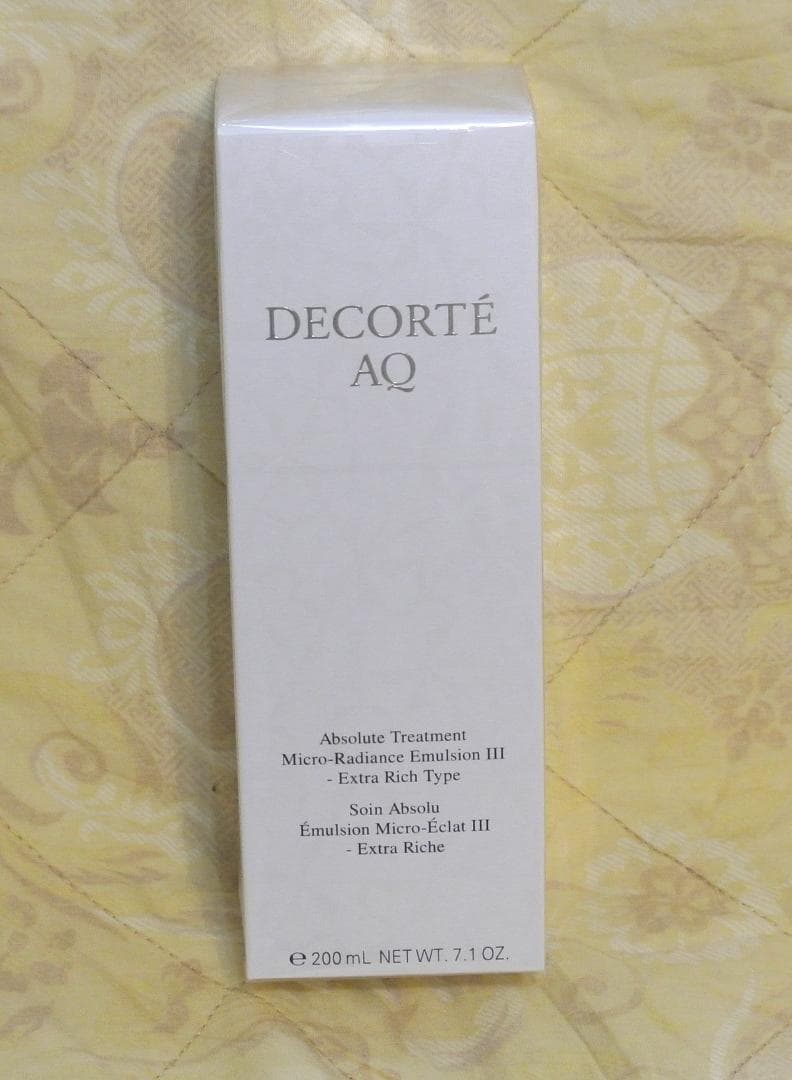 DECORTÉ
AQ
Absolute Treatment
Micro-Radiance Emulsion III
- Extra Rich Type
Soin Absolu
Émulsion Micro-Éclat III
- Extra Riche
℮ 200 mL NET WT. 7.1 OZ.